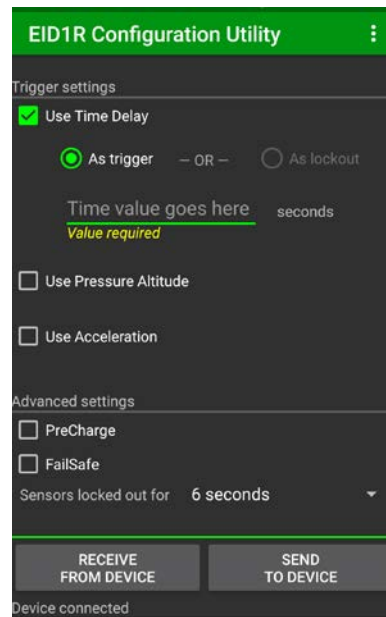 EID1R Configuration Utility
Trigger settings
Use Time Delay
As trigger – OR – As lockout
Time value goes here seconds
Value required
Use Pressure Altitude
Use Acceleration
Advanced settings
PreCharge
FailSafe
Sensors locked out for 6 seconds
RECEIVE SEND
FROM DEVICE TO DEVICE
Device connected